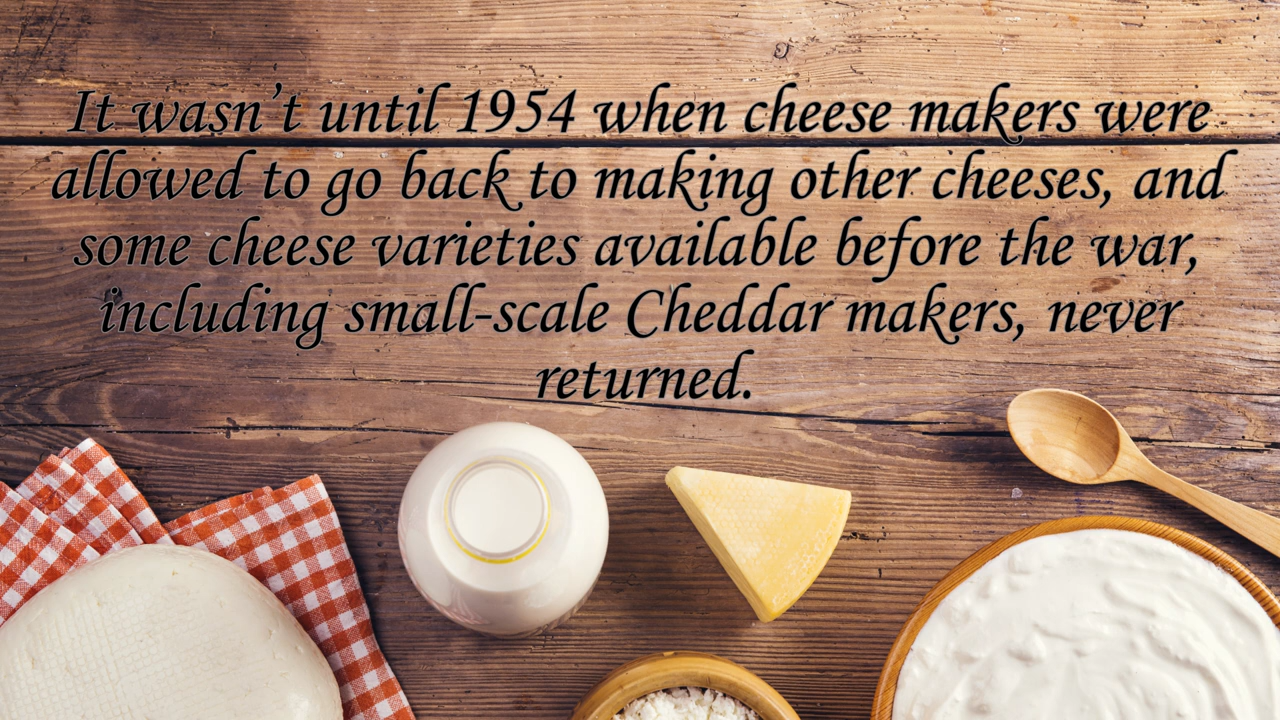 It wasn’t until 1954 when cheese makers were
allowed to go back to making other cheeses, and
some cheese varieties available before the war,
including small-scale Cheddar makers, never
returned.